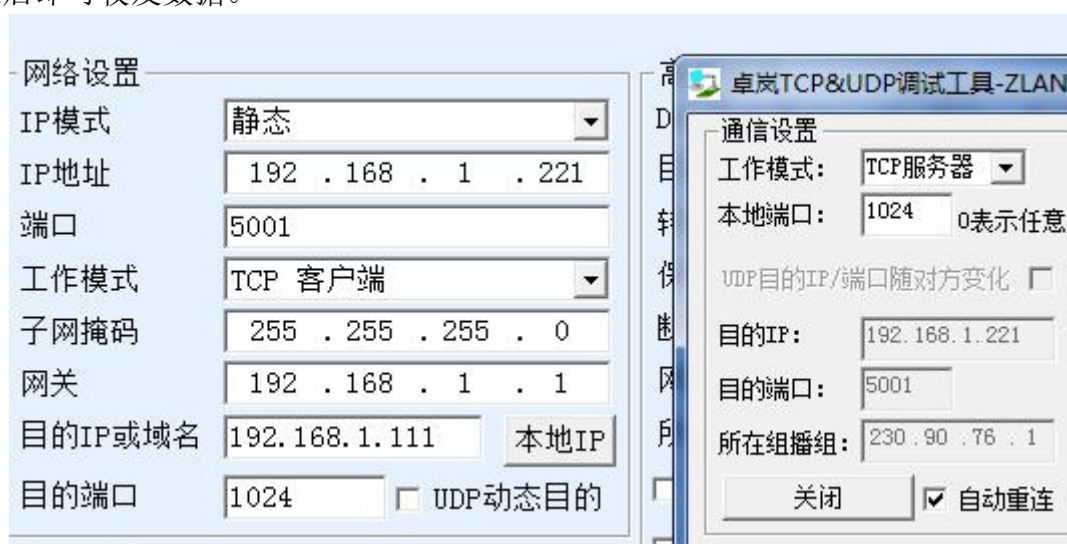 网络设置
IP模式 静态
IP地址 192 . 168 . 1 . 221
端口 5001
工作模式 TCP 客户端
子网掩码 255 . 255 . 255 . 0
网关 192 . 168 . 1 . 1
目的IP或域名 192.168.1.111 本地IP
目的端口 1024 UDP动态目的
卓岚TCP&UDP调试工具-ZLAN
通信设置
工作模式: TCP服务器
本地端口: 1024 0表示任意
UDP目的IP/端口随对方变化
目的IP: 192.168.1.221
目的端口: 5001
所在组播组: 230 . 90 . 76 . 1
关闭 自动重连